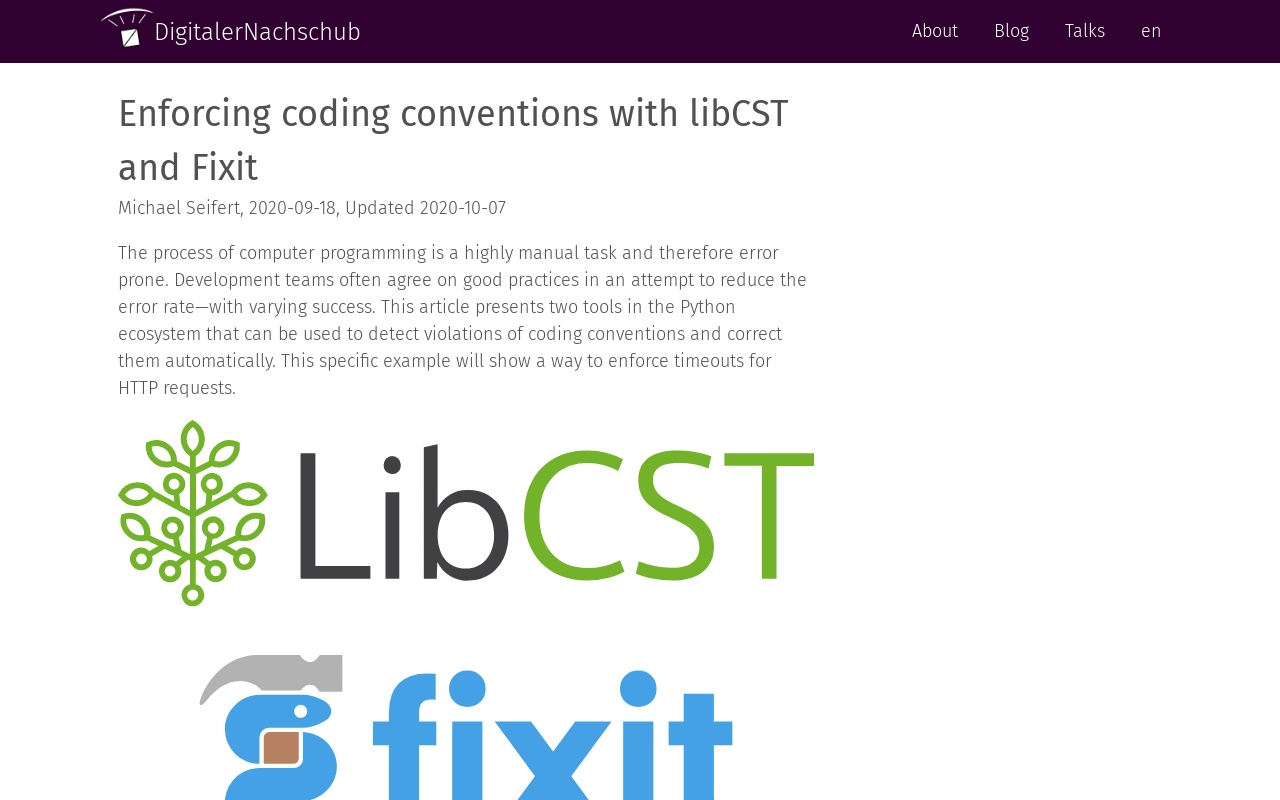 DigitalerNachschub
About
Blog
Talks
en
Enforcing coding conventions with libCST
and Fixit
Michael Seifert, 2020-09-18, Updated 2020-10-07
The process of computer programming is a highly manual task and therefore error
prone. Development teams often agree on good practices in an attempt to reduce the
error rate—with varying success. This article presents two tools in the Python
ecosystem that can be used to detect violations of coding conventions and correct
them automatically. This specific example will show a way to enforce timeouts for
HTTP requests.
LibCST
fixit